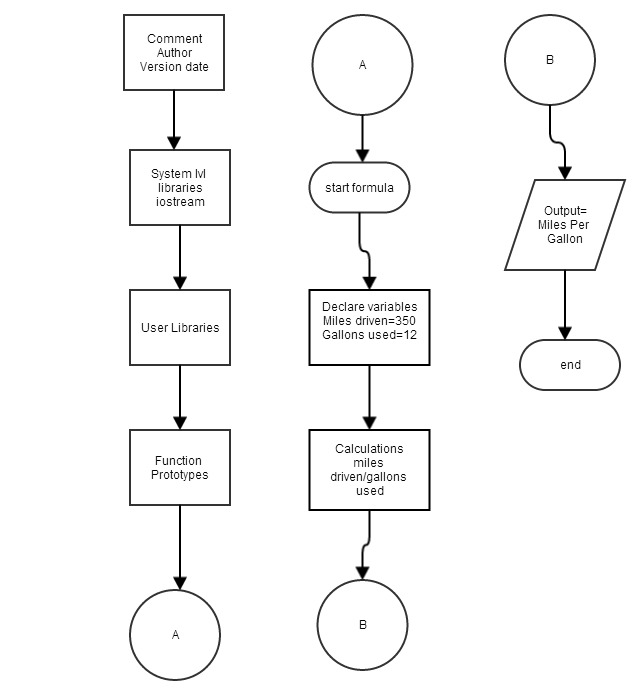 Comment
Author
Version date
System lvl
libraries
iostream
User Libraries
Function
Prototypes
A
A
start formula
Declare variables
Miles driven=350
Gallons used=12
Calculations
miles
driven/gallons
used
B
B
Output=
Miles Per
Gallon
end